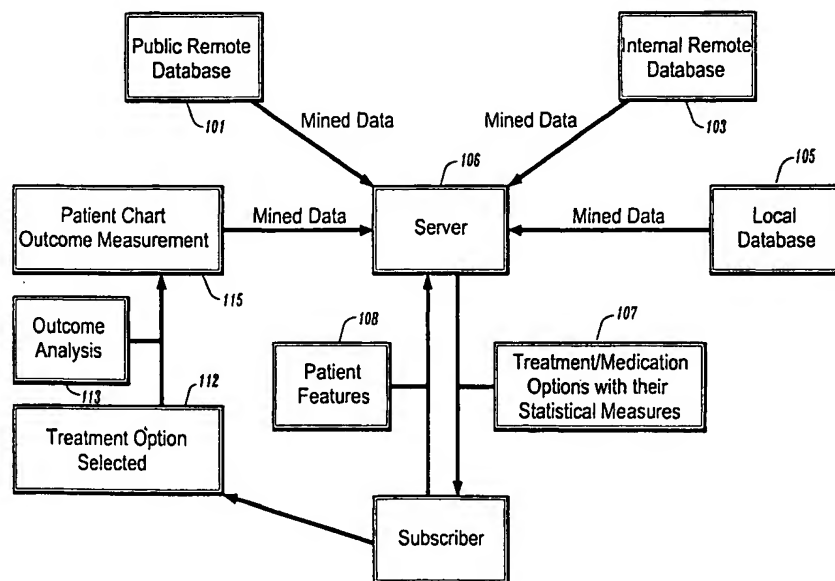 Public Remote
Database
101
Internal Remote
Database
103
Mined Data
Mined Data
106
105
Patient Chart
Outcome Measurement
115
Mined Data
Server
Mined Data
Local
Database
Outcome
Analysis
113
108
Patient
Features
107
Treatment/Medication
Options with their
Statistical Measures
112
Treatment Option
Selected
Subscriber